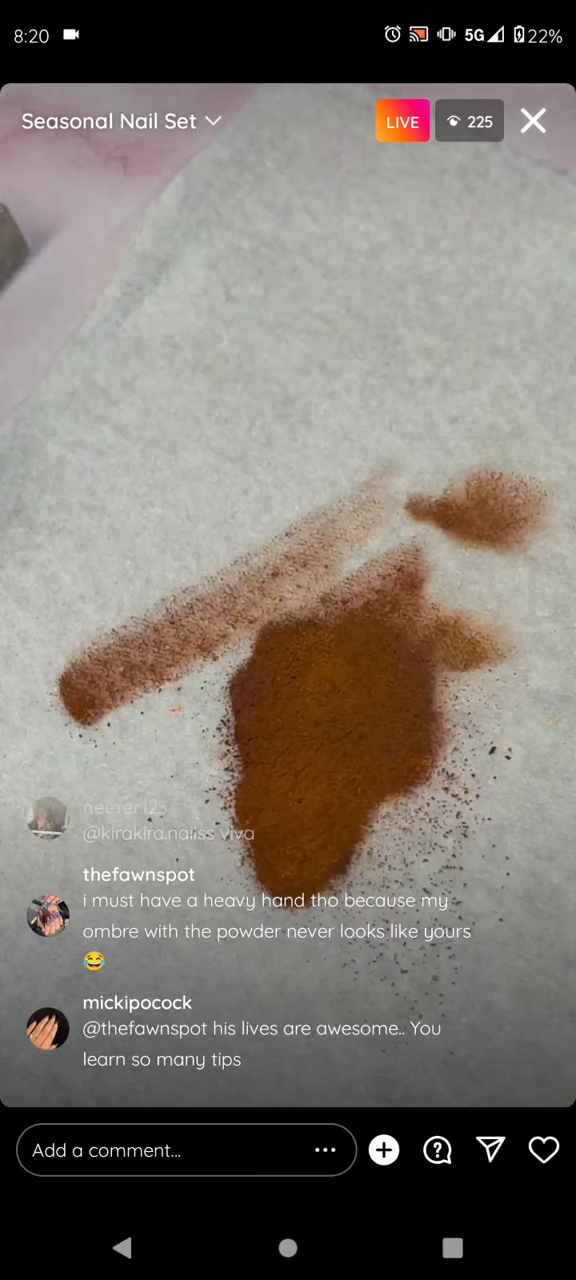 8:20
5G
22%
Seasonal Nail Set
LIVE
225
neefer123
@kirakira.nailss viva
thefawnspot
i must have a heavy hand tho because my
ombre with the powder never looks like yours
😂
mickipocock
@thefawnspot his lives are awesome.. You
learn so many tips
Add a comment...